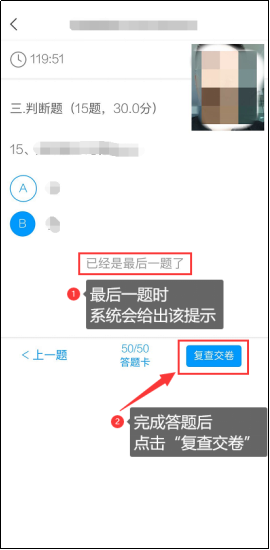 119:51
三.判断题（15题，30.0分）
15、
A
B
已经是最后一题了
1 最后一题时
系统会给出该提示
<上一题
50/50
答题卡
复查交卷
2 完成答题后
点击“复查交卷”